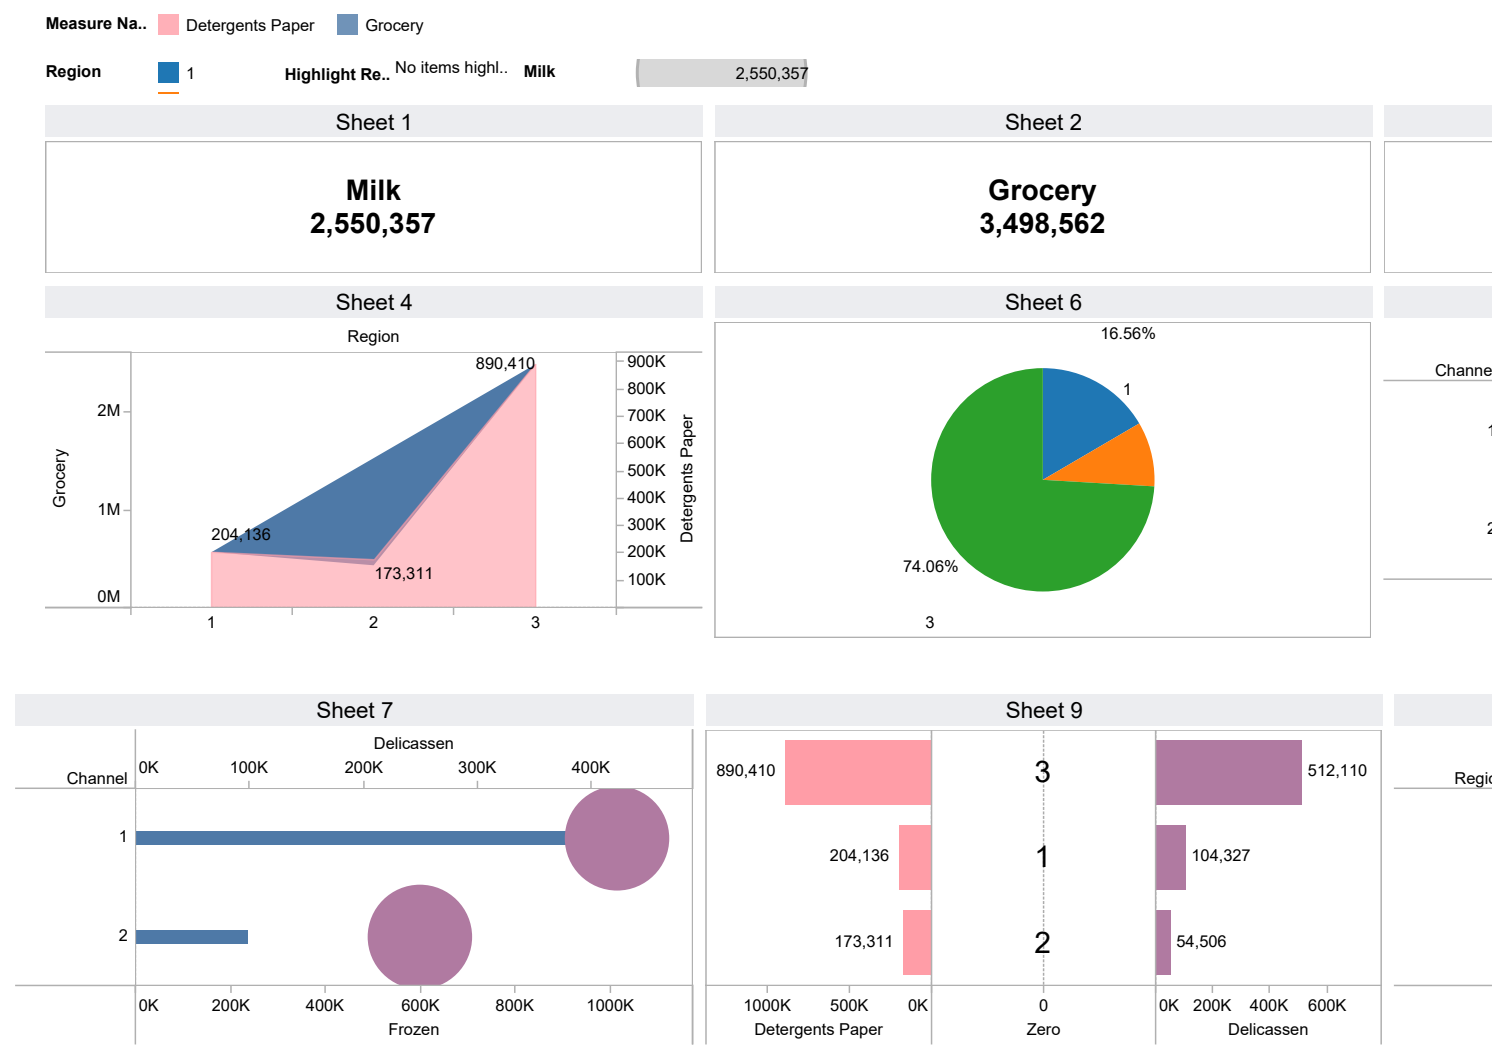 Measure Na.. Detergents Paper Grocery
Region 1 Highlight Re.. No items highl.. Milk 2,550,357
Sheet 1
Milk
2,550,357
Sheet 2
Grocery
3,498,562
Sheet 4
Region
890,410
204,136
173,311
2M
1M
0M
Grocery
900K
800K
700K
600K
500K
400K
300K
200K
100K
Detergents Paper
1 2 3
Sheet 6
16.56%
1
74.06%
3
Channe
1
2
Sheet 7
Delicassen
Channel 0K 100K 200K 300K 400K
1
2
0K 200K 400K 600K 800K 1000K
Frozen
Sheet 9
890,410 3 512,110
204,136 1 104,327
173,311 2 54,506
1000K 500K 0K 0 0K 200K 400K 600K
Detergents Paper Zero Delicassen
Regio